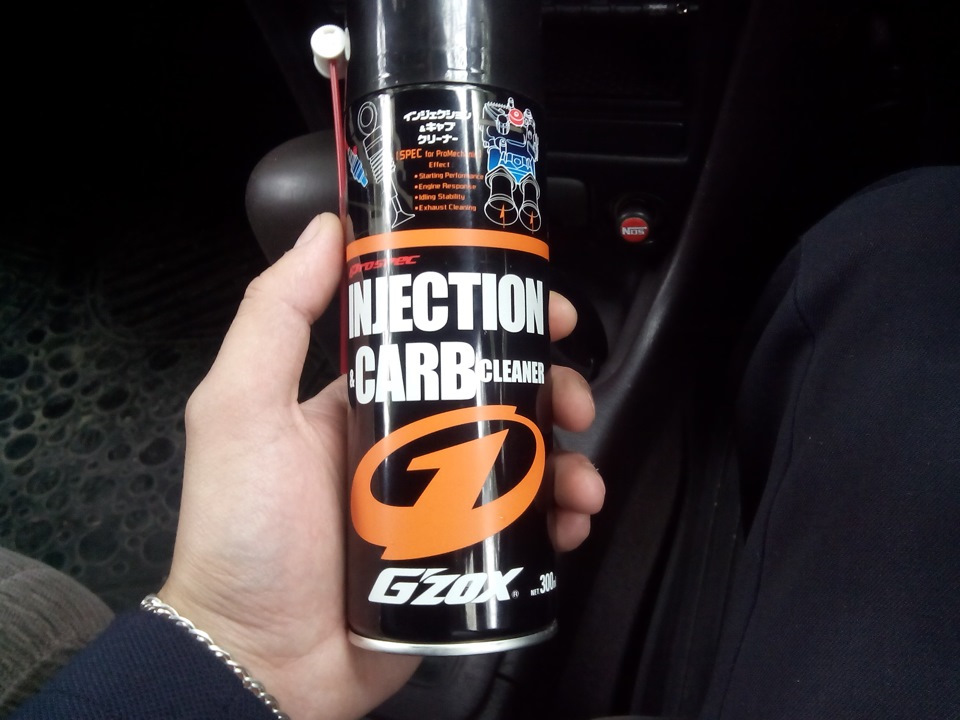 インジェクション
&キャブ
クリーナー
SPEC for ProMechanic
Effect
• Starting Performance
• Engine Response
• Idling Stability
• Exhaust Cleaning
Prospec
INJECTION
& CARB CLEANER
1
G'ZOX ®
NET 300
NOS